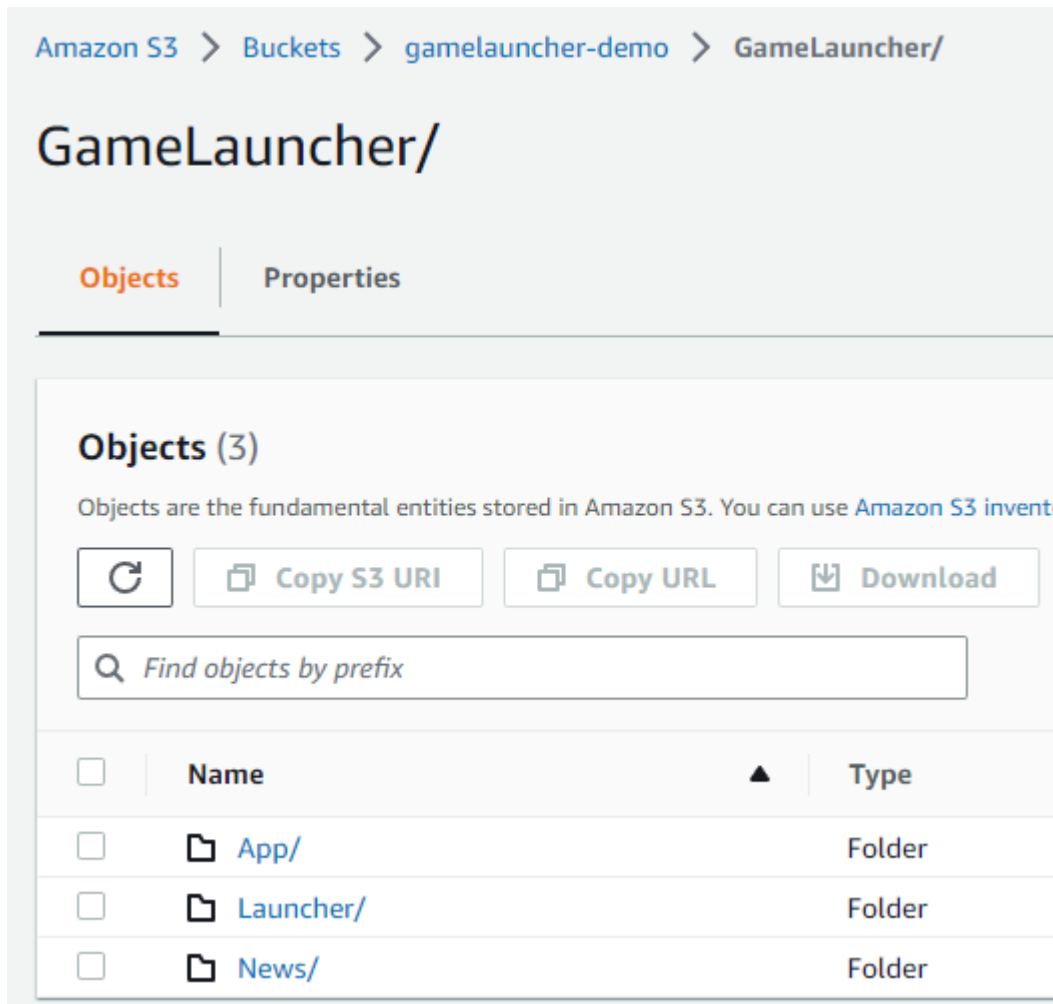 Amazon S3 > Buckets > gamelauncher-demo > GameLauncher/
GameLauncher/
Objects Properties
Objects (3)
Objects are the fundamental entities stored in Amazon S3. You can use Amazon S3 invent
Copy S3 URI Copy URL Download
Find objects by prefix
Name Type
App/ Folder
Launcher/ Folder
News/ Folder